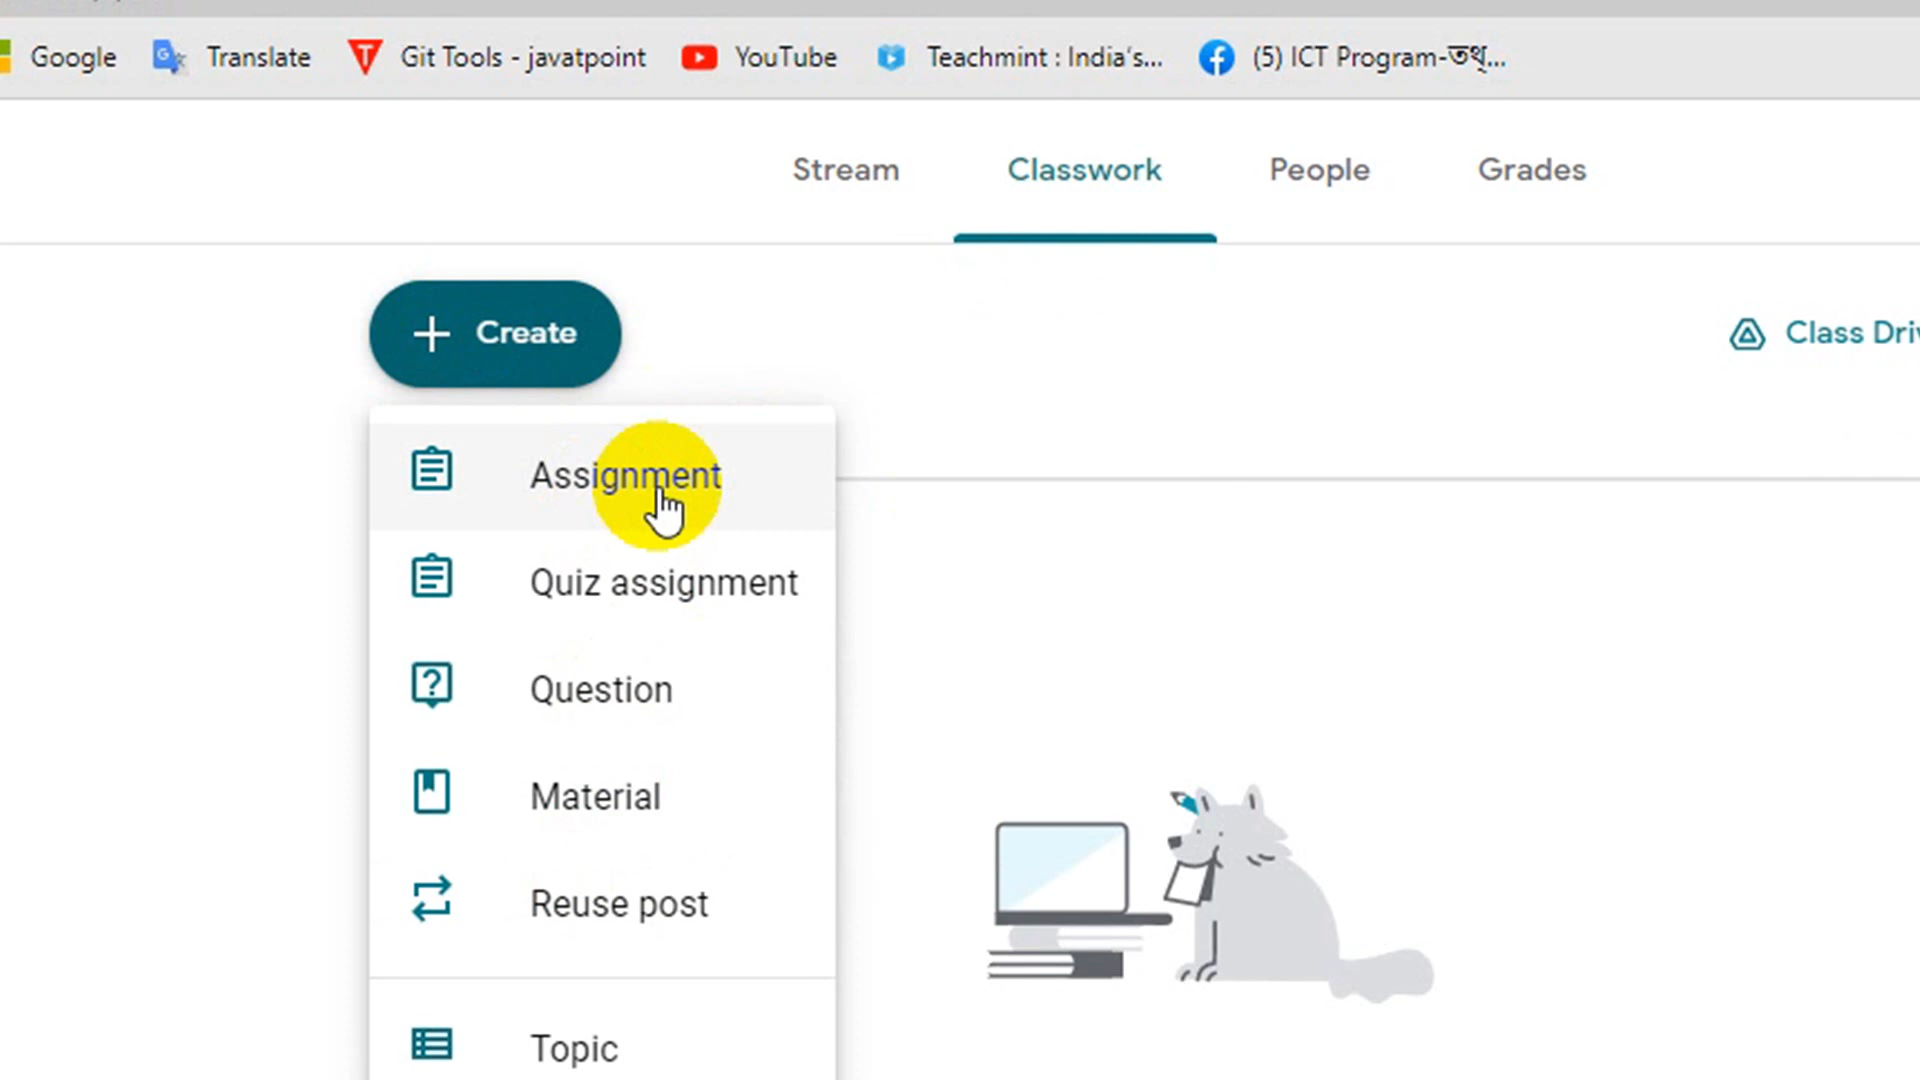 Google Translate Git Tools - javatpoint YouTube Teachmint : India's... (5) ICT Program-তথ্...
Stream Classwork People Grades
Create
Class
Assignment
Quiz assignment
Question
Material
Reuse post
Topic